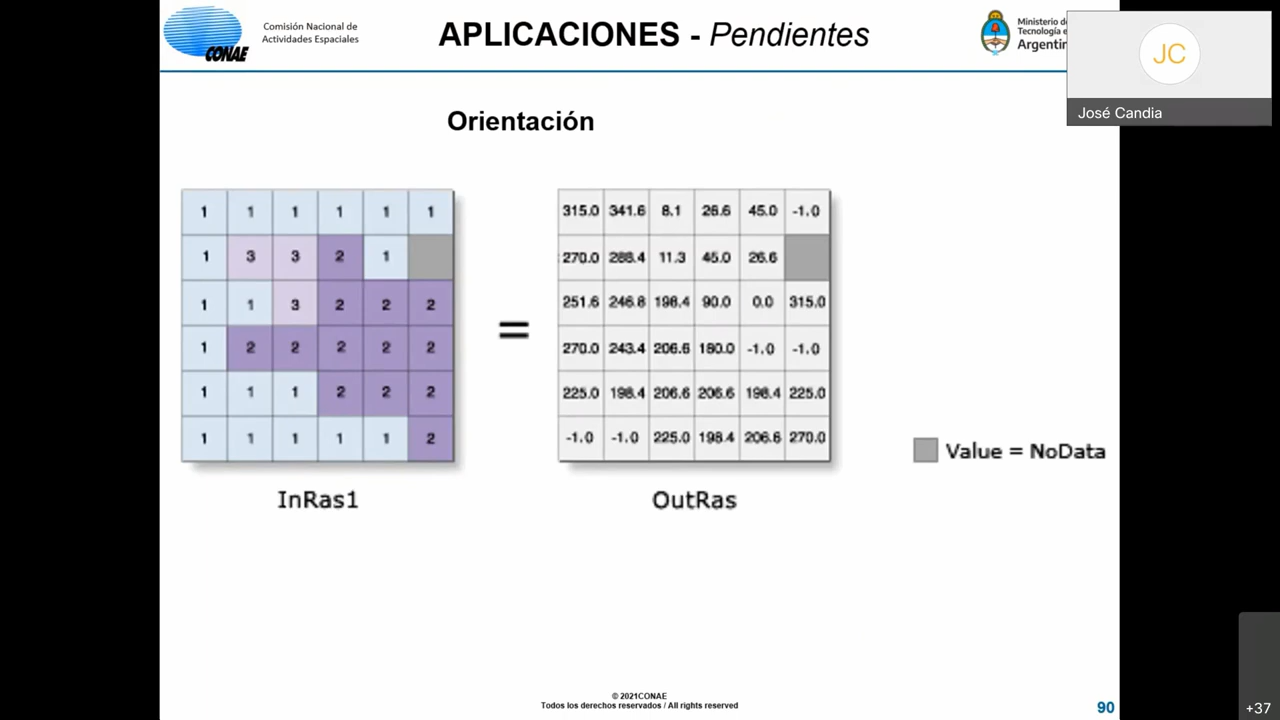 CONAE
Comisión Nacional de
Actividades Espaciales
APLICACIONES - Pendientes
Ministerio de
Tecnología e
Argentin
JC
José Candia
Orientación
1 1 1 1 1 1
1 3 3 2 1
1 1 3 2 2 2
1 2 2 2 2 2
1 1 1 2 2 2
1 1 1 1 1 2
InRas1
=
315.0 341.6 8.1 26.6 45.0 -1.0
270.0 288.4 11.3 45.0 26.6
251.6 246.8 198.4 90.0 0.0 315.0
270.0 243.4 206.6 180.0 -1.0 -1.0
225.0 198.4 206.6 206.6 198.4 225.0
-1.0 -1.0 225.0 198.4 206.6 270.0
OutRas
Value = NoData
© 2021CONAE
Todos los derechos reservados / All rights reserved
90
+37